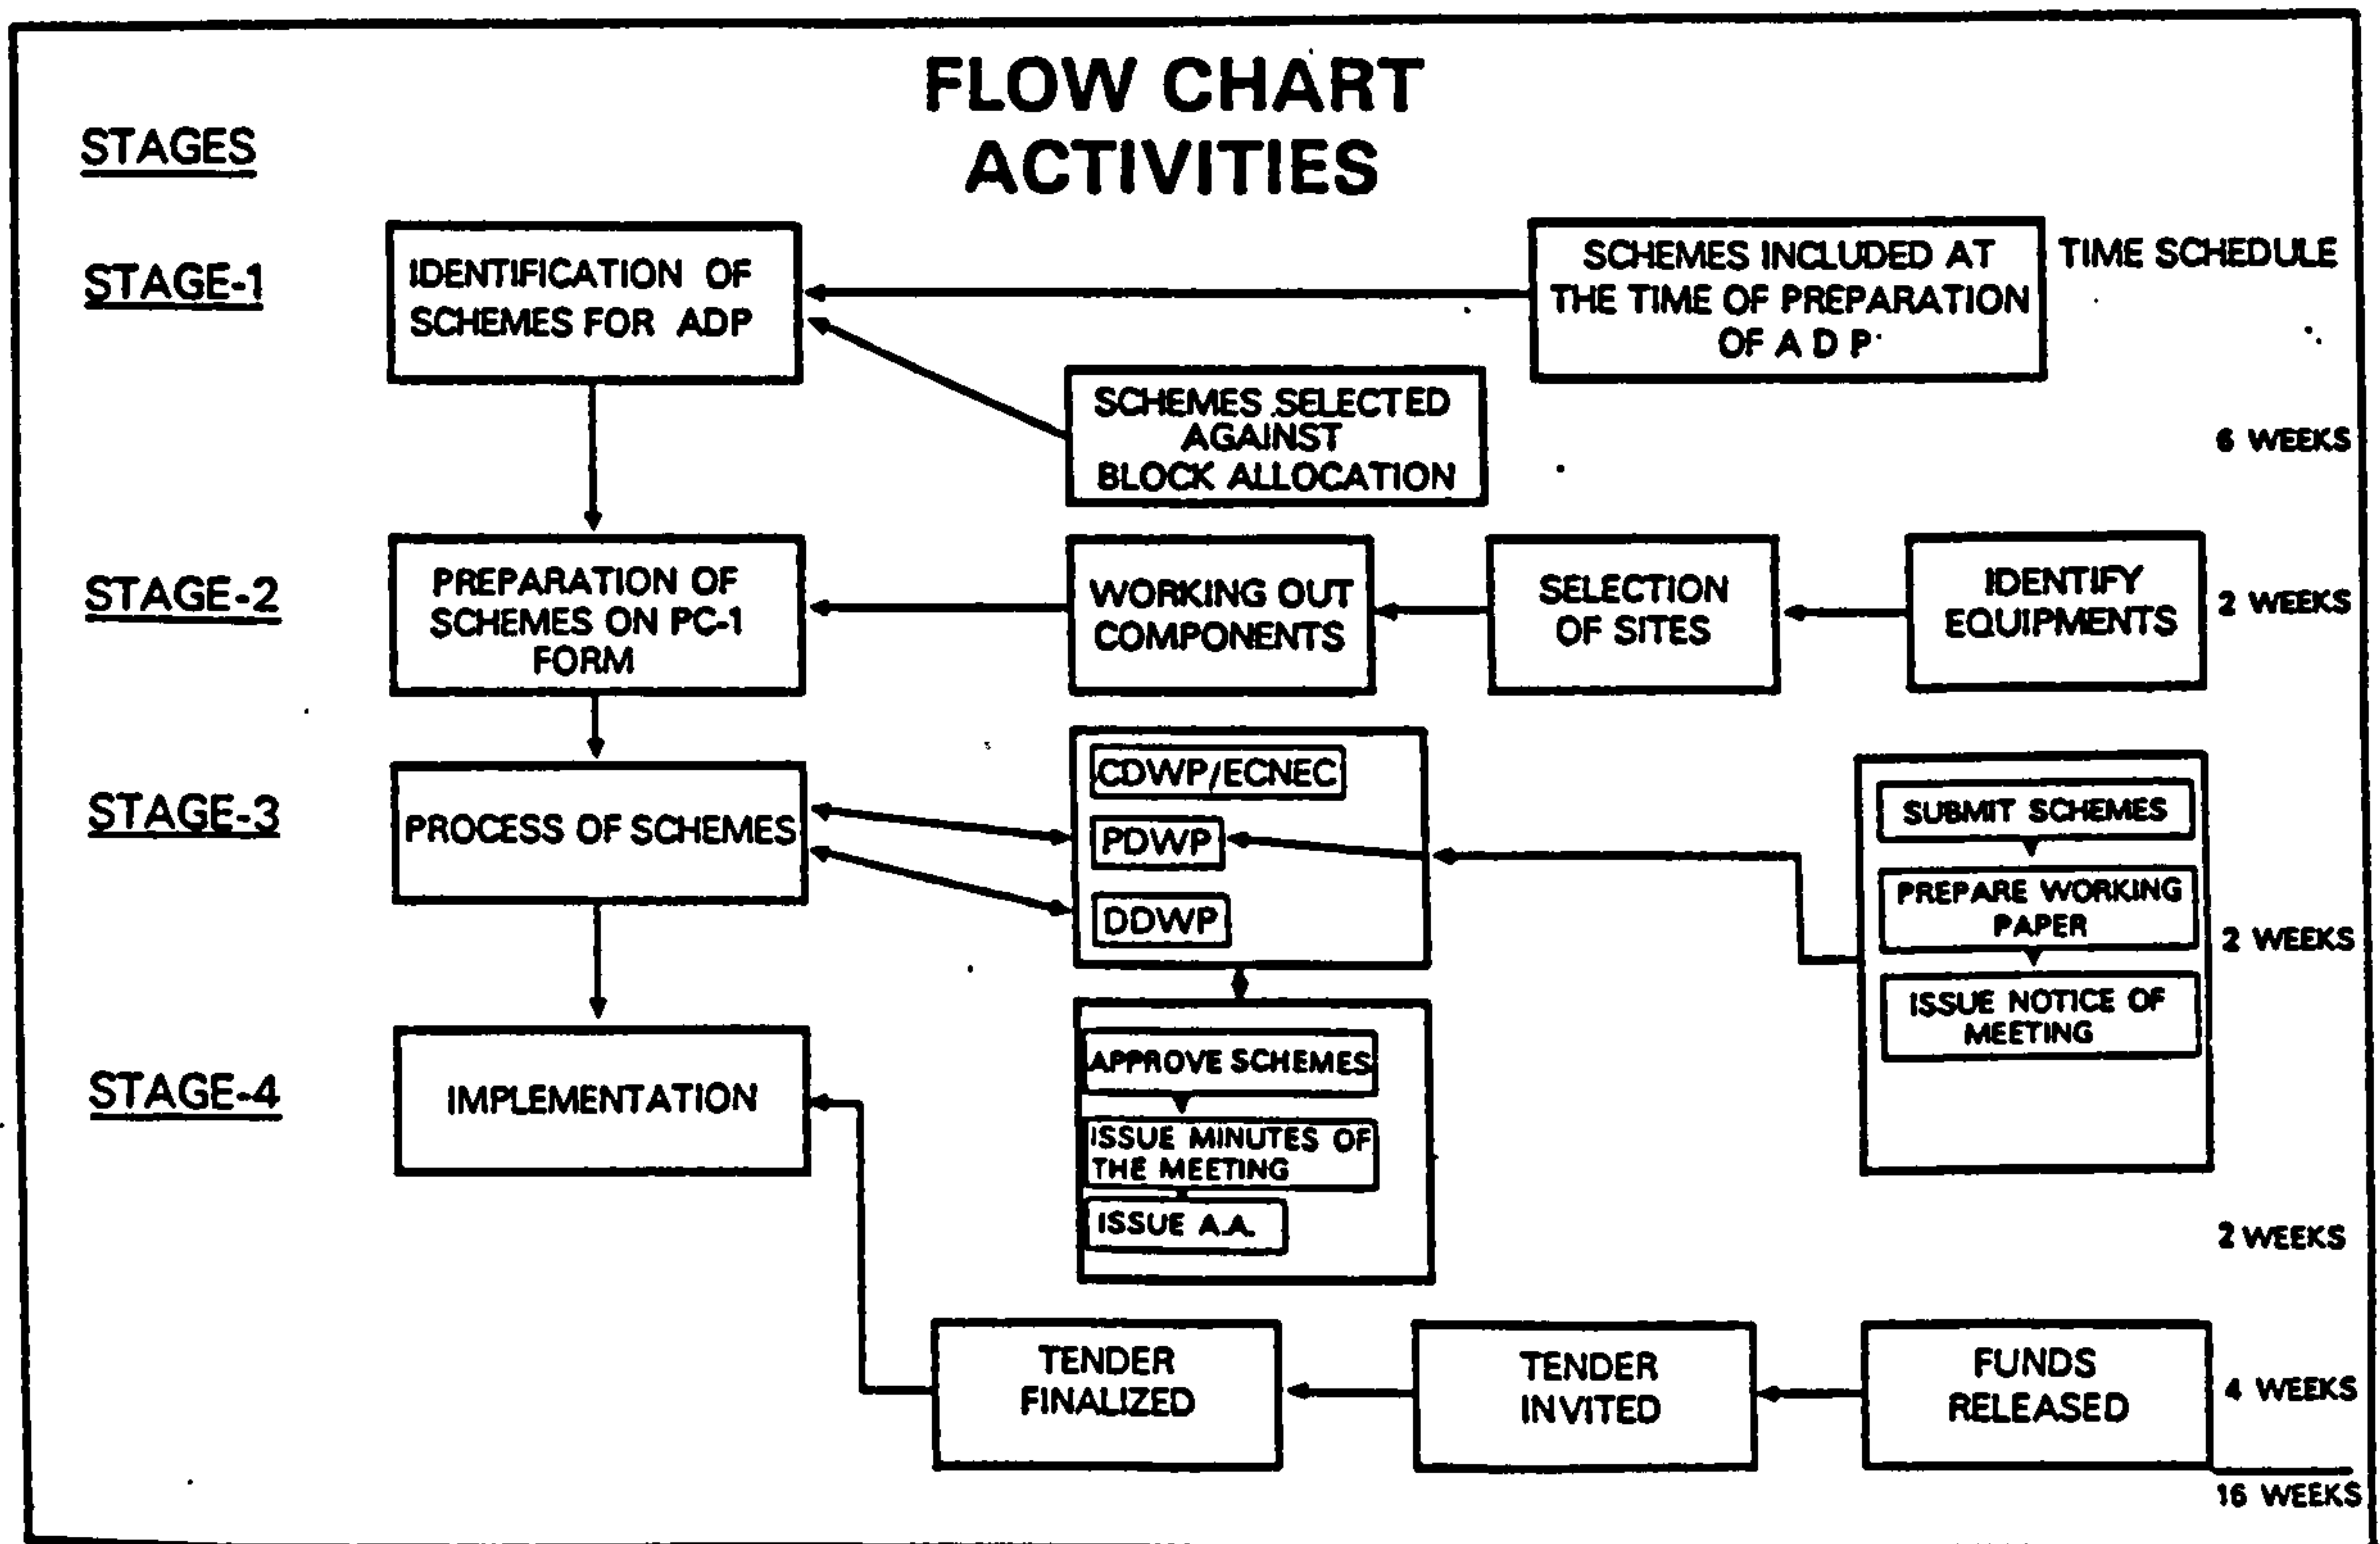 FLOW CHART
ACTIVITIES
STAGES
STAGE-1
IDENTIFICATION OF
SCHEMES FOR ADP
SCHEMES INCLUDED AT
THE TIME OF PREPARATION
OF A D P
TIME SCHEDULE
SCHEMES SELECTED
AGAINST
BLOCK ALLOCATION
6 WEEKS
STAGE-2
PREPARATION OF
SCHEMES ON PC-1
FORM
WORKING OUT
COMPONENTS
SELECTION
OF SITES
IDENTIFY
EQUIPMENTS
2 WEEKS
STAGE-3
PROCESS OF SCHEMES
CDWP/ECNEC
PDWP
DDWP
SUBMIT SCHEMES
PREPARE WORKING
PAPER
ISSUE NOTICE OF
MEETING
2 WEEKS
STAGE-4
IMPLEMENTATION
APPROVE SCHEMES
ISSUE MINUTES OF
THE MEETING
ISSUE A.A.
2 WEEKS
TENDER
FINALIZED
TENDER
INVITED
FUNDS
RELEASED
4 WEEKS
16 WEEKS